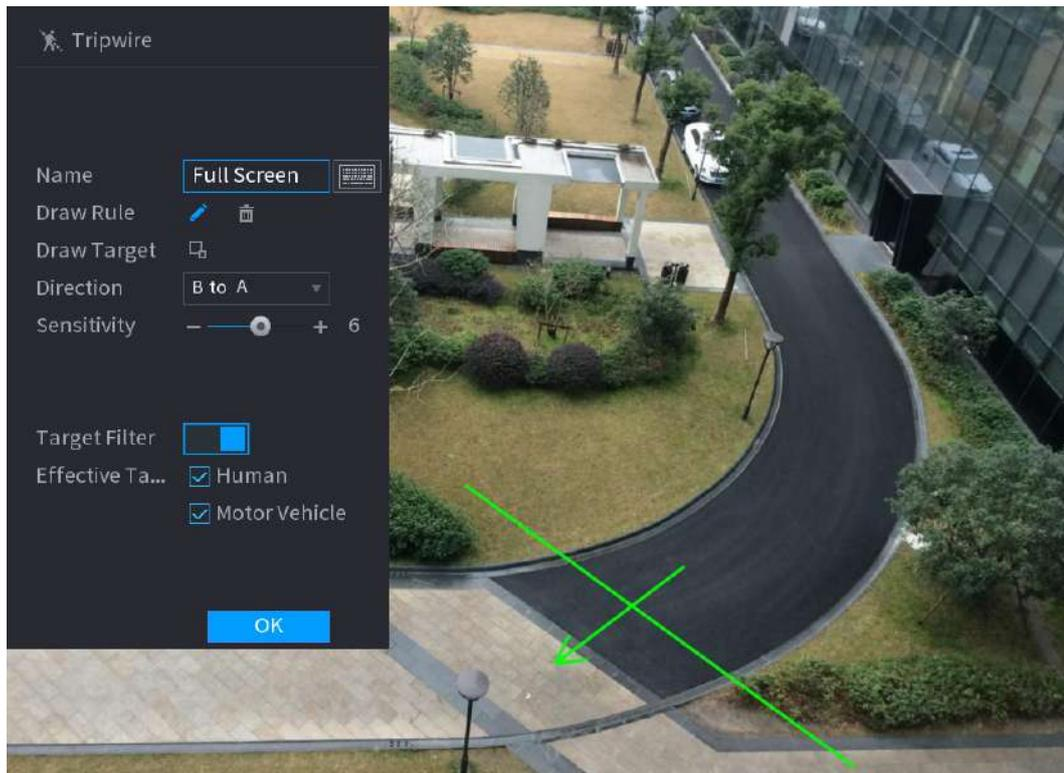 Tripwire
Name Full Screen
Draw Rule
Draw Target
Direction B to A
Sensitivity - + 6
Target Filter
Effective Ta... Human
Motor Vehicle
OK